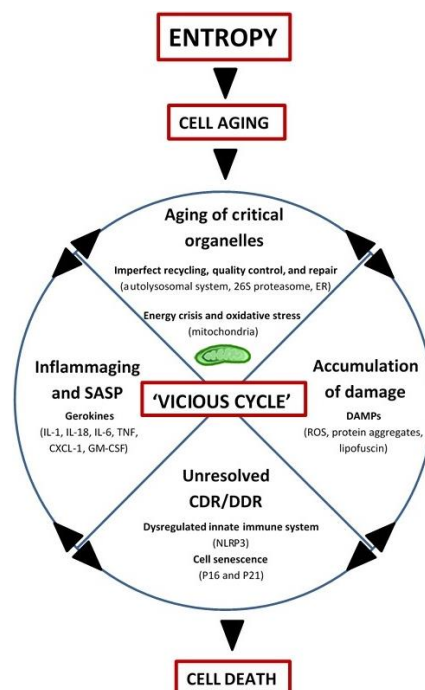 ENTROPY
CELL AGING
Aging of critical
organelles
Imperfect recycling, quality control, and repair
(autolysosomal system, 26S proteasome, ER)
Energy crisis and oxidative stress
(mitochondria)
Inflammaging
and SASP
Gerokines
(IL-1, IL-18, IL-6, TNF,
CXCL-1, GM-CSF)
'VICIOUS CYCLE'
Accumulation
of damage
DAMPs
(ROS, protein aggregates,
lipofuscin)
Unresolved
CDR/DDR
Dysregulated innate immune system
(NLRP3)
Cell senescence
(P16 and P21)
CELL DEATH